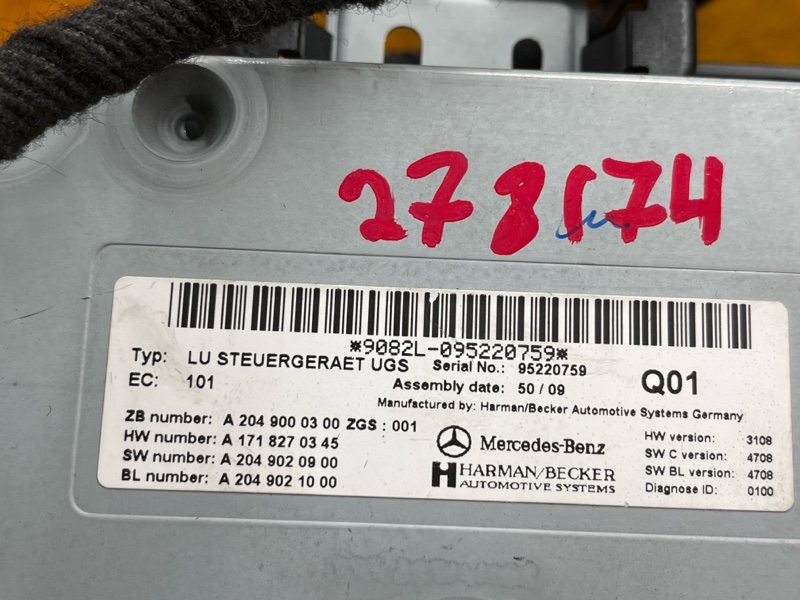 278174
*9082L-095220759*
Typ: LU STEUERGERAET UGS
Serial No.: 95220759
EC: 101
Assembly date: 50 / 09
Q01
Manufactured by: Harman/Becker Automotive Systems Germany
ZB number: A 204 900 03 00 ZGS : 001
HW number: A 171 827 03 45
SW number: A 204 902 09 00
BL number: A 204 902 10 00
Mercedes-Benz
HARMAN/BECKER
AUTOMOTIVE SYSTEMS
HW version: 3108
SW C version: 4708
SW BL version: 4708
Diagnose ID: 0100